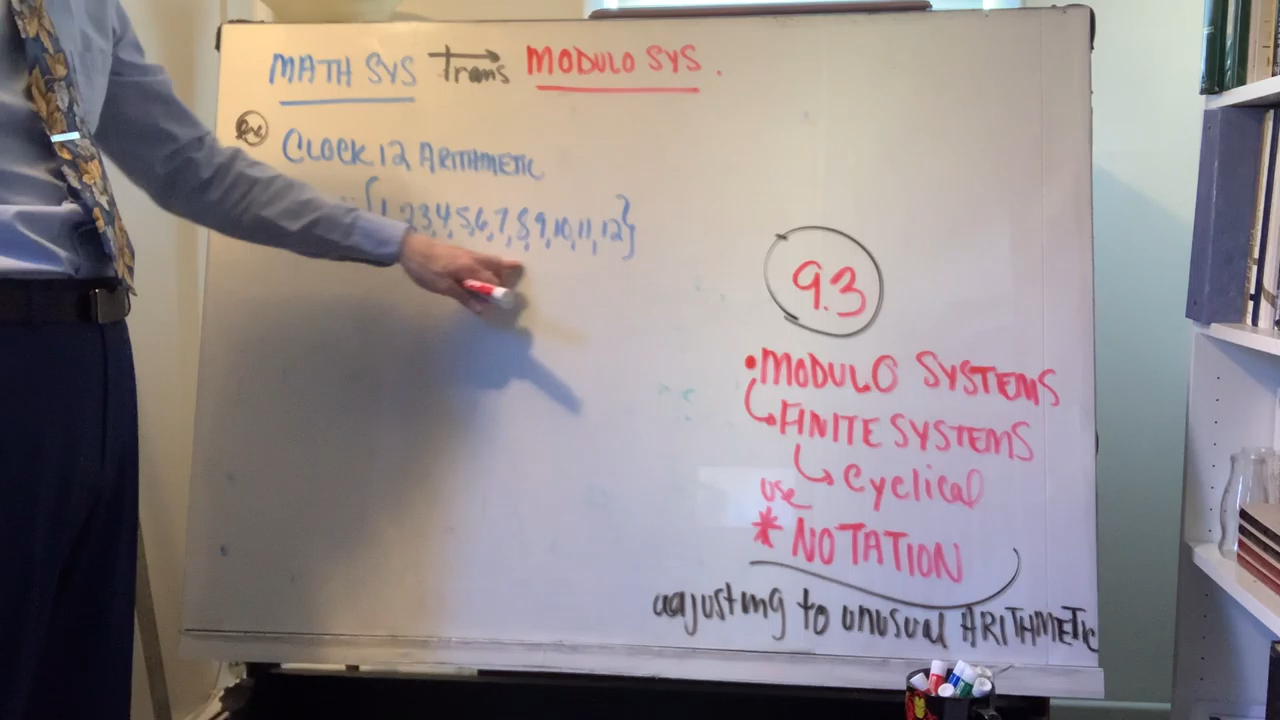 MATH SYS trans MODULO SYS.
CLOCK 12 ARITHMETIC
{1,2,3,4,5,6,7,8,9,10,11,12}
9.3
• MODULO SYSTEMS
FINITE SYSTEMS
Cyclical
use
* NOTATION
adjusting to unusual ARITHMETIC